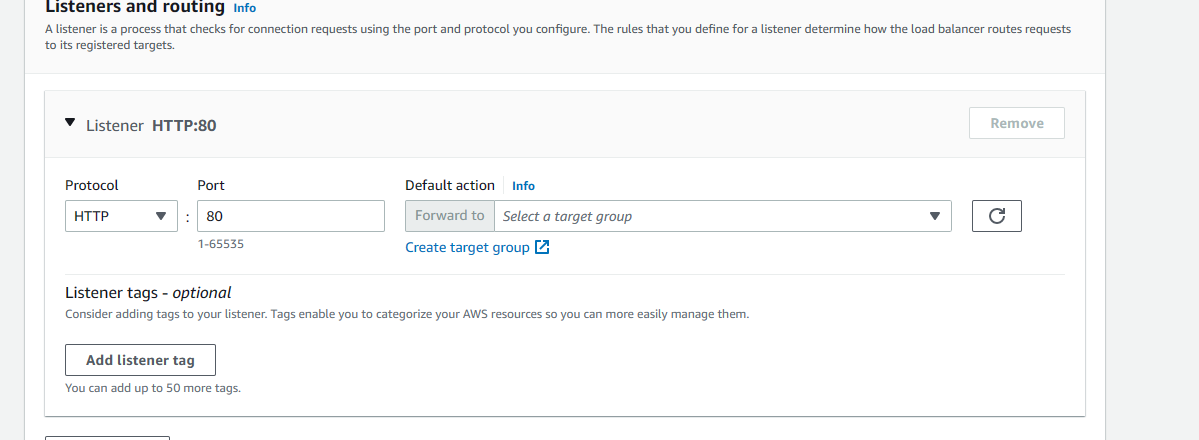 Listeners and routing Info
A listener is a process that checks for connection requests using the port and protocol you configure. The rules that you define for a listener determine how the load balancer routes requests
to its registered targets.
Listener HTTP:80
Remove
Protocol
Port
Default action Info
HTTP
:
80
Forward to
Select a target group
1-65535
Create target group
Listener tags - optional
Consider adding tags to your listener. Tags enable you to categorize your AWS resources so you can more easily manage them.
Add listener tag
You can add up to 50 more tags.